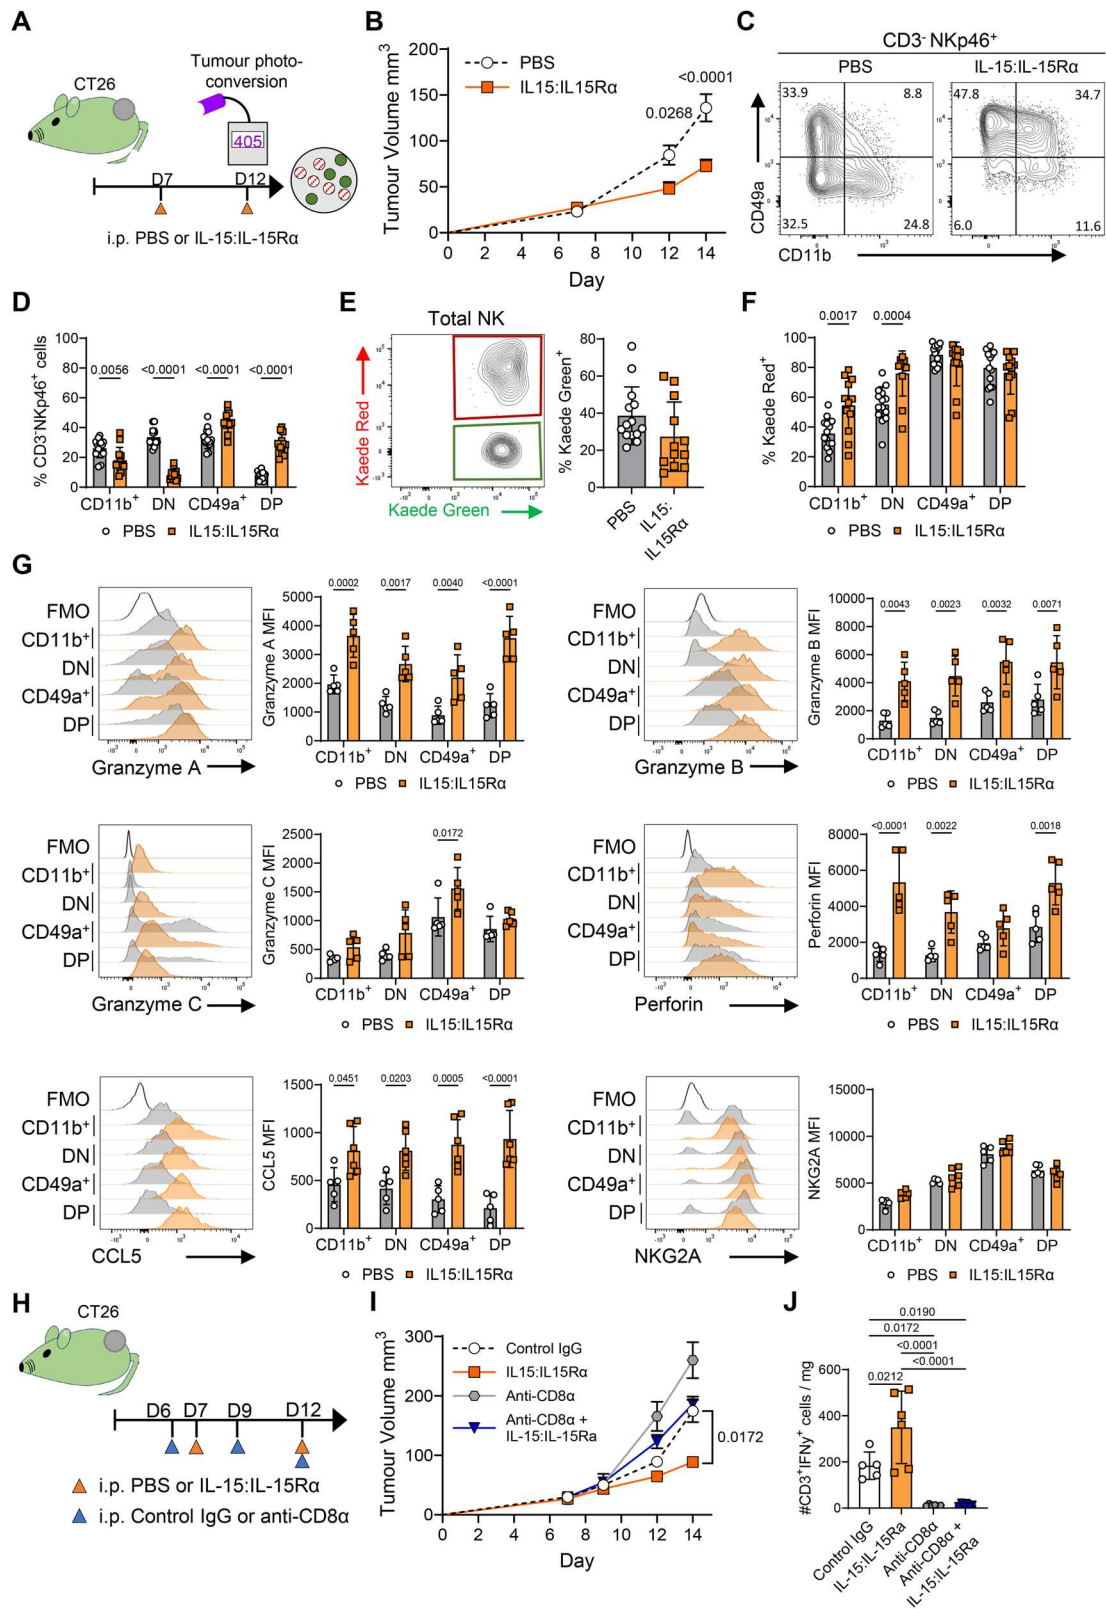 A
CT26
Tumour photo-
conversion
405
D7
D12
i.p. PBS or IL-15:IL-15Rα
B
Tumour Volume mm³
200
150
100
50
0
0 2 4 6 8 10 12 14
Day
PBS
IL15:IL15Rα
<0.0001
0.0268
C
CD3⁻ NKp46⁺
PBS
IL-15:IL-15Rα
33.9
8.8
32.5
24.8
47.8
34.7
6.0
11.6
CD49a
CD11b
D
% CD3⁻NKp46⁺ cells
100
80
60
40
20
0
0.0056
<0.0001
<0.0001
<0.0001
CD11b⁺ DN CD49a⁺ DP
PBS IL15:IL15Rα
E
Total NK
Kaede Red
Kaede Green
% Kaede Green⁺
80
60
40
20
0
PBS
IL15:
IL15Rα
F
% Kaede Red⁺
100
80
60
40
20
0
0.0017
0.0004
CD11b⁺ DN CD49a⁺ DP
PBS IL15:IL15Rα
G
FMO
CD11b⁺
DN
CD49a⁺
DP
Granzyme A
Granzyme A MFI
5000
4000
3000
2000
1000
0
0.0002
0.0017
0.0040
<0.0001
CD11b⁺ DN CD49a⁺ DP
PBS IL15:IL15Rα
FMO
CD11b⁺
DN
CD49a⁺
DP
Granzyme B
Granzyme B MFI
8000
6000
4000
2000
0
0.0043
0.0023
0.0032
0.0071
CD11b⁺ DN CD49a⁺ DP
PBS IL15:IL15Rα
FMO
CD11b⁺
DN
CD49a⁺
DP
Granzyme C
Granzyme C MFI
2500
2000
1500
1000
500
0
0.0172
CD11b⁺ DN CD49a⁺ DP
PBS IL15:IL15Rα
FMO
CD11b⁺
DN
CD49a⁺
DP
Perforin
Perforin MFI
8000
6000
4000
2000
0
<0.0001
0.0022
0.0018
CD11b⁺ DN CD49a⁺ DP
PBS IL15:IL15Rα
FMO
CD11b⁺
DN
CD49a⁺
DP
CCL5
CCL5 MFI
1500
1000
500
0
0.0451
0.0203
0.0005
<0.0001
CD11b⁺ DN CD49a⁺ DP
PBS IL15:IL15Rα
FMO
CD11b⁺
DN
CD49a⁺
DP
NKG2A
NKG2A MFI
15000
10000
5000
0
CD11b⁺ DN CD49a⁺ DP
PBS IL15:IL15Rα
H
CT26
D6 D7 D9 D12
i.p. PBS or IL-15:IL-15Rα
i.p. Control IgG or anti-CD8α
I
Tumour Volume mm³
300
200
100
0
0 2 4 6 8 10 12 14
Day
Control IgG
IL15:IL15Rα
Anti-CD8α
Anti-CD8α +
IL-15:IL-15Ra
0.0172
J
0.0190
0.0172
<0.0001
<0.0001
0.0212
#CD3⁺IFNγ⁺ cells / mg
600
400
200
0
Control IgG
IL-15:IL-15Ra
Anti-CD8α
Anti-CD8α +
IL-15:IL-15Ra